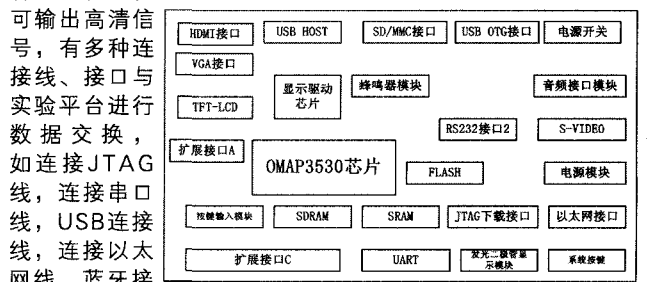 可输出高清信
号，有多种连
接线、接口与
实验平台进行
数据交换，
如连接JTAG
线，连接串口
线，USB连接
线，连接以太
网线、蓝牙接
HDMI接口
USB HOST
SD/MMC接口
USB OTG接口
电源开关
VGA接口
显示驱动
芯片
蜂鸣器模块
音频接口模块
TFT-LCD
RS232接口2
S-VIDEO
扩展接口A
OMAP3530芯片
FLASH
电源模块
按键输入模块
SDRAM
SRAM
JTAG下载接口
以太网接口
扩展接口C
UART
发光二极管显
示模块
系统按键